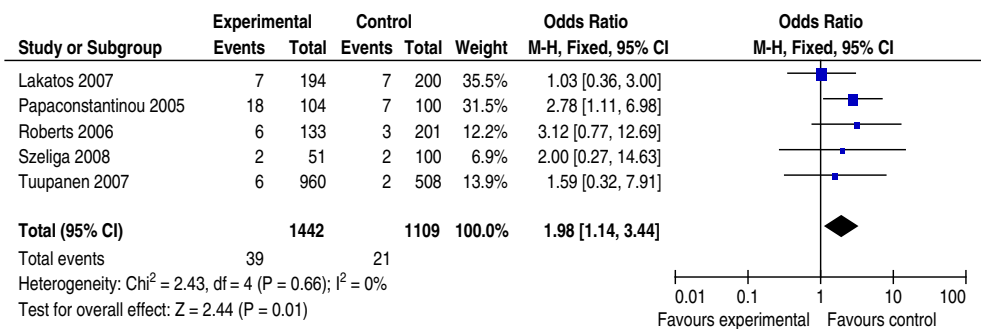 Experimental Control Odds Ratio Odds Ratio
Study or Subgroup Events Total Events Total Weight M-H, Fixed, 95% CI M-H, Fixed, 95% CI
Lakatos 2007 7 194 7 200 35.5% 1.03 [0.36, 3.00]
Papaconstantinou 2005 18 104 7 100 31.5% 2.78 [1.11, 6.98]
Roberts 2006 6 133 3 201 12.2% 3.12 [0.77, 12.69]
Szeliga 2008 2 51 2 100 6.9% 2.00 [0.27, 14.63]
Tuupanen 2007 6 960 2 508 13.9% 1.59 [0.32, 7.91]
Total (95% CI) 1442 1109 100.0% 1.98 [1.14, 3.44]
Total events 39 21
Heterogeneity: Chi² = 2.43, df = 4 (P = 0.66); I² = 0%
Test for overall effect: Z = 2.44 (P = 0.01)
0.01 0.1 1 10 100
Favours experimental Favours control